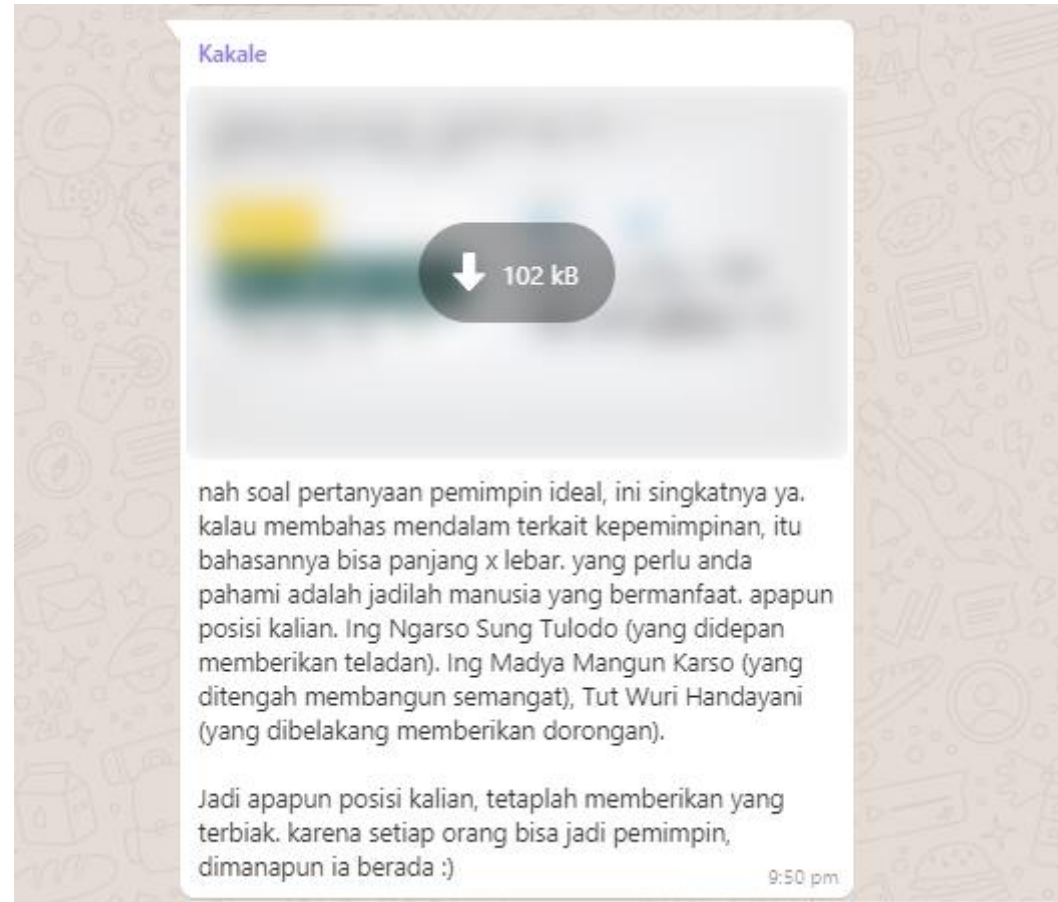 Kakale
102 kB
nah soal pertanyaan pemimpin ideal, ini singkatnya ya.
kalau membahas mendalam terkait kepemimpinan, itu
bahasannya bisa panjang x lebar. yang perlu anda
pahami adalah jadilah manusia yang bermanfaat. apapun
posisi kalian. Ing Ngarso Sung Tulodo (yang didepan
memberikan teladan). Ing Madya Mangun Karso (yang
ditengah membangun semangat), Tut Wuri Handayani
(yang dibelakang memberikan dorongan).
Jadi apapun posisi kalian, tetaplah memberikan yang
terbiak. karena setiap orang bisa jadi pemimpin,
dimanapun ia berada :)
9:50 pm